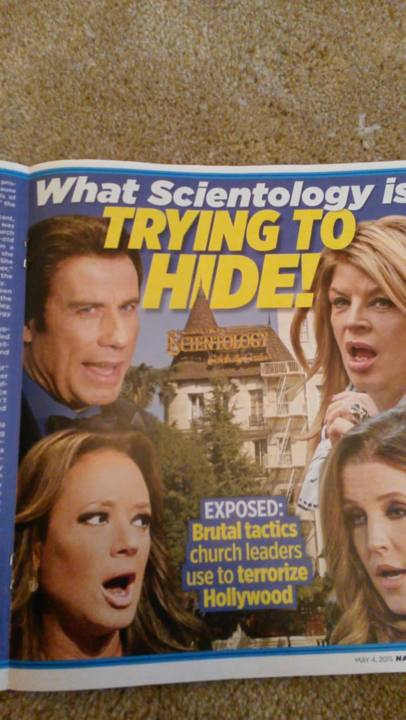 What Scientology is
TRYING TO
HIDE!
SCIENTOLOGY
EXPOSED:
Brutal tactics
church leaders
use to terrorize
Hollywood
MAY 4, 2015 NA